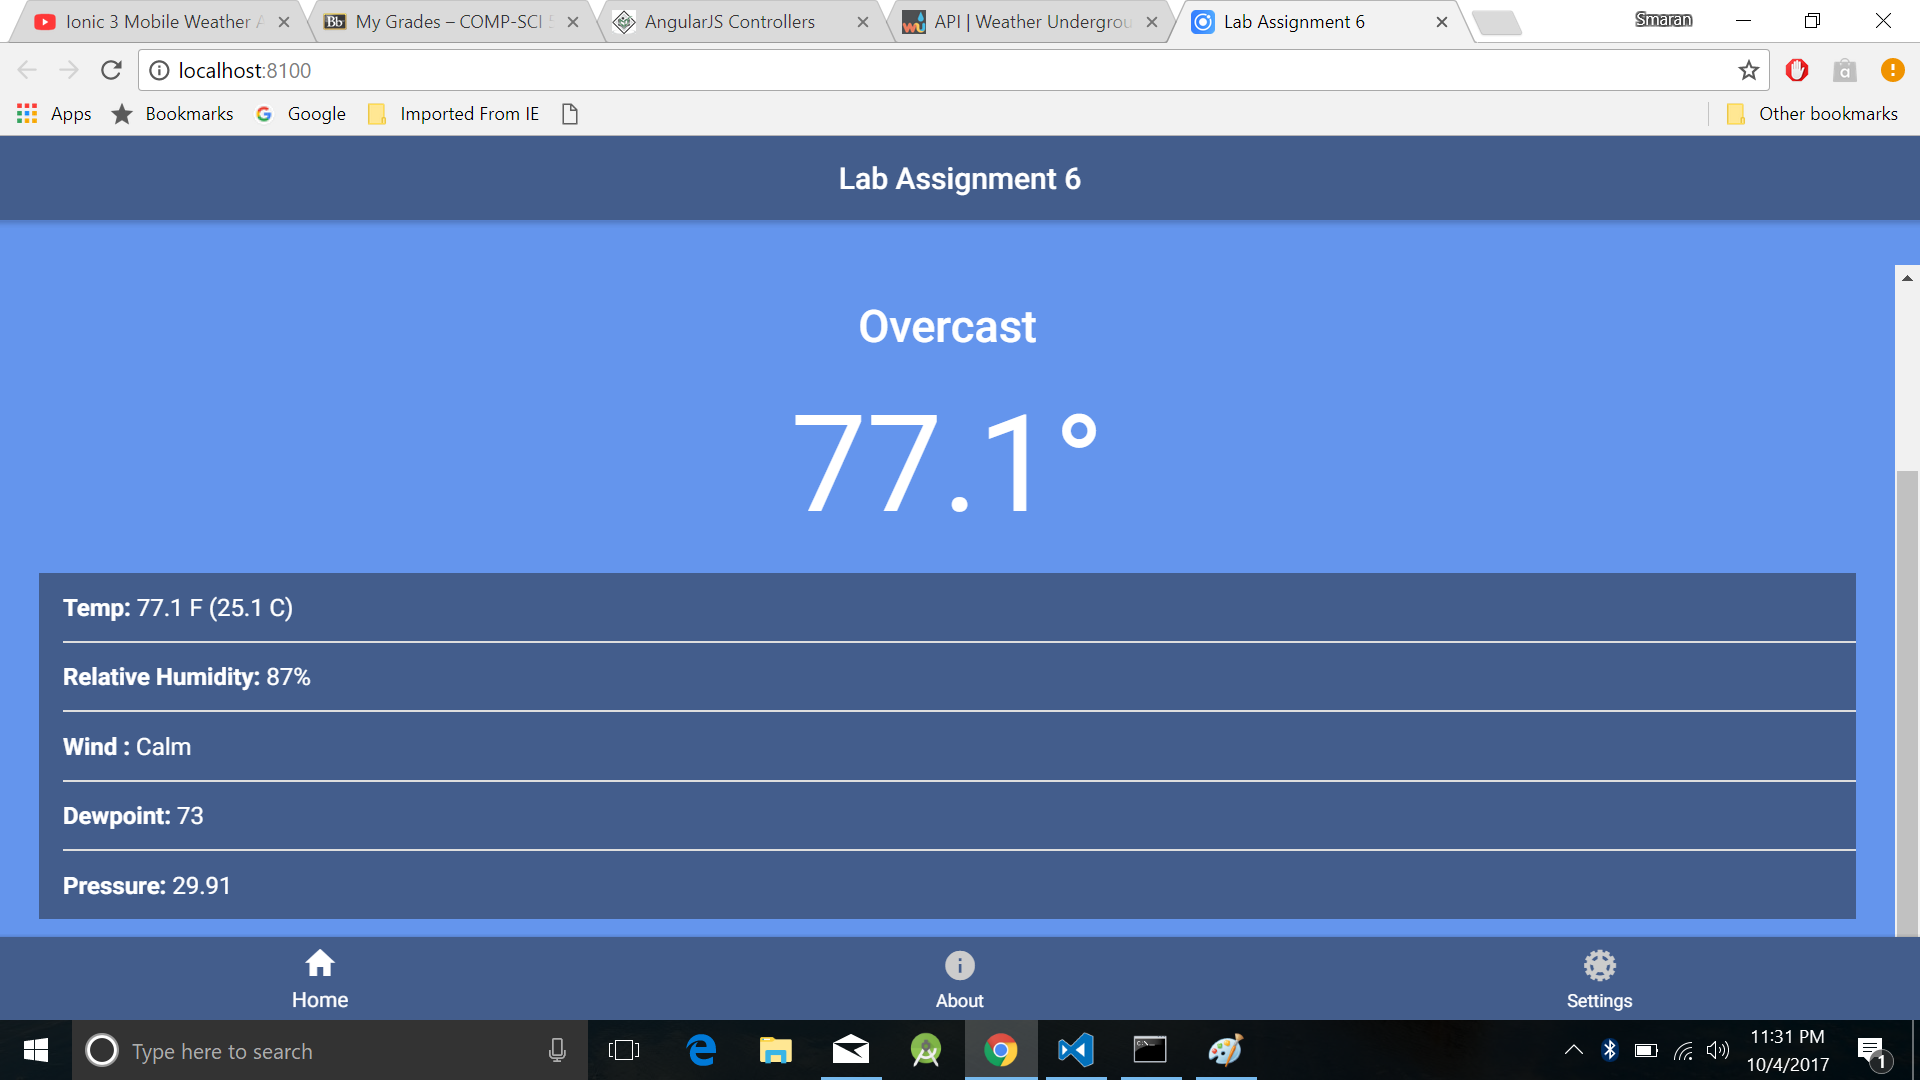 Ionic 3 Mobile Weather
My Grades – COMP-SCI
AngularJS Controllers
API | Weather Undergrou
Lab Assignment 6
Smaran
localhost:8100
Apps
Bookmarks
Google
Imported From IE
Other bookmarks
Lab Assignment 6
Overcast
77.1°
Temp: 77.1 F (25.1 C)
Relative Humidity: 87%
Wind : Calm
Dewpoint: 73
Pressure: 29.91
Home
About
Settings
Type here to search
11:31 PM
10/4/2017
1